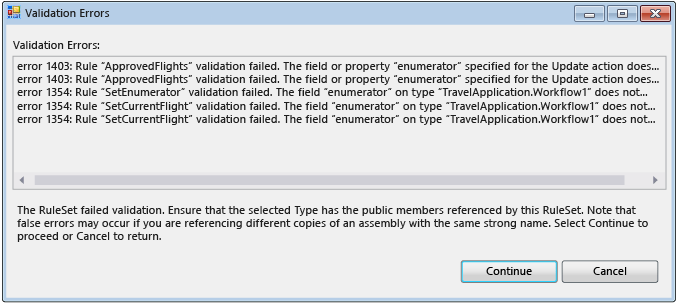 Validation Errors
Validation Errors:
error 1403: Rule “ApprovedFlights” validation failed. The field or property “enumerator” specified for the Update action does...
error 1403: Rule “ApprovedFlights” validation failed. The field or property “enumerator” specified for the Update action does...
error 1354: Rule “SetEnumerator” validation failed. The field “enumerator” on type “TravelApplication.Workflow1” does not...
error 1354: Rule “SetCurrentFlight” validation failed. The field “enumerator” on type “TravelApplication.Workflow1” does not...
error 1354: Rule “SetCurrentFlight” validation failed. The field “enumerator” on type “TravelApplication.Workflow1” does not...
The RuleSet failed validation. Ensure that the selected Type has the public members referenced by this RuleSet. Note that
false errors may occur if you are referencing different copies of an assembly with the same strong name. Select Continue to
proceed or Cancel to return.
Continue
Cancel